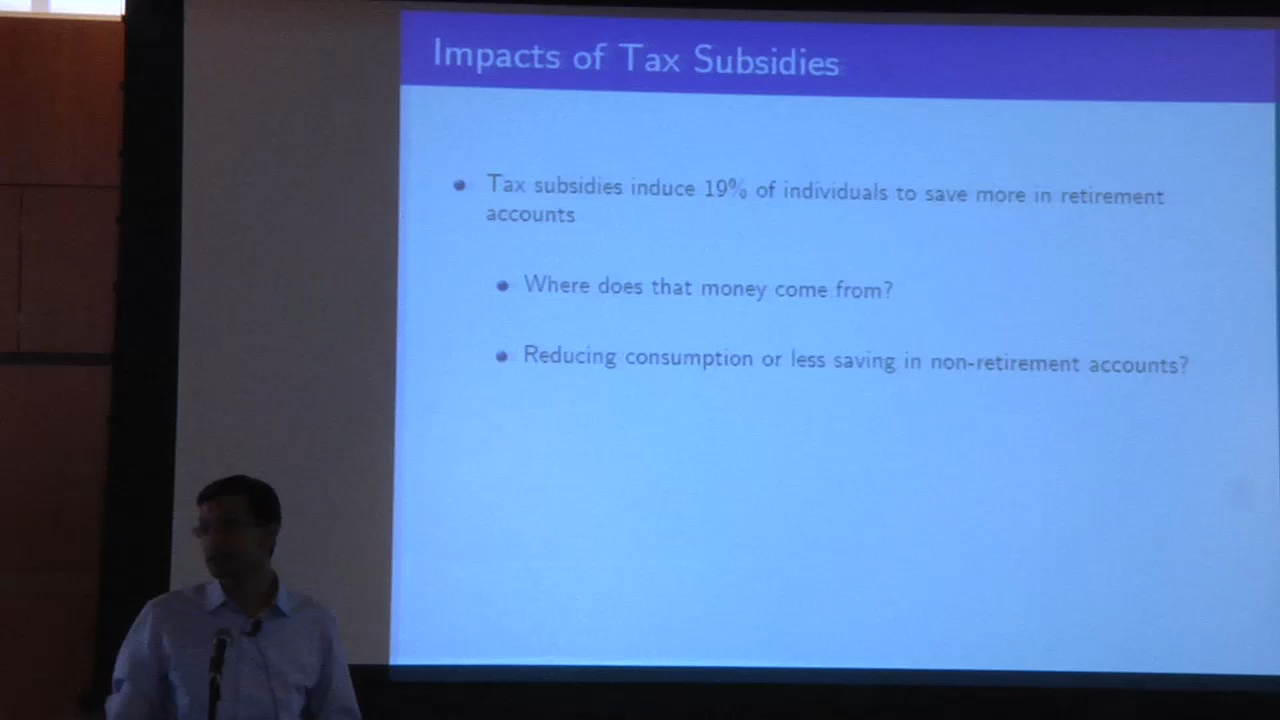 Impacts of Tax Subsidies
Tax subsidies induce 19% of individuals to save more in retirement
accounts
Where does that money come from?
Reducing consumption or less saving in non-retirement accounts?